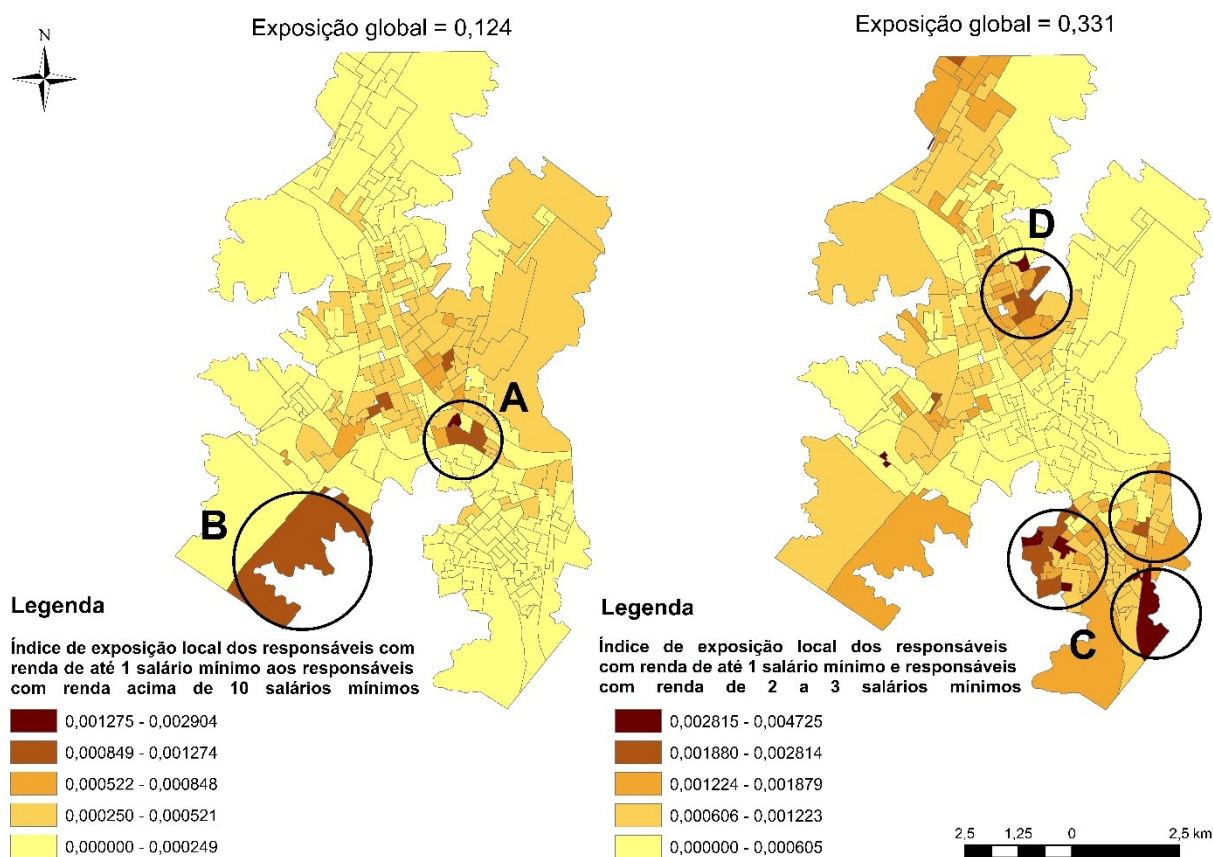 Exposição global = 0,124
Exposição global = 0,331
N
D
A
B
C
Legenda
Índice de exposição local dos responsáveis com
renda de até 1 salário mínimo aos responsáveis
com renda acima de 10 salários mínimos
0,001275 - 0,002904
0,000849 - 0,001274
0,000522 - 0,000848
0,000250 - 0,000521
0,000000 - 0,000249
Legenda
Índice de exposição local dos responsáveis
com renda de até 1 salário mínimo e responsáveis
com renda de 2 a 3 salários mínimos
0,002815 - 0,004725
0,001880 - 0,002814
0,001224 - 0,001879
0,000606 - 0,001223
0,000000 - 0,000605
2,5 1,25 0 2,5 km